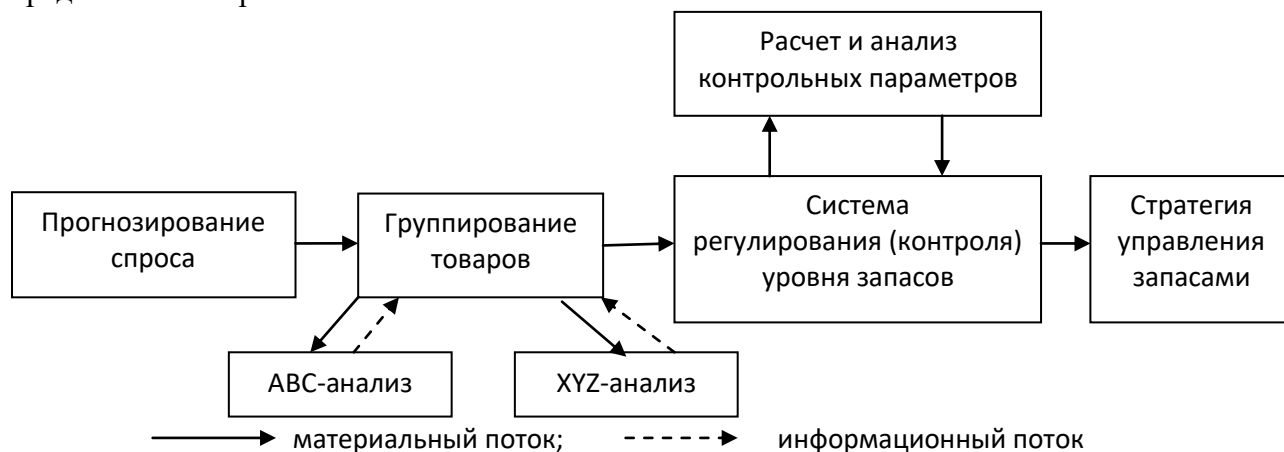 Расчет и анализ
контрольных параметров
Прогнозирование
спроса
Группирование
товаров
Система
регулирования (контроля)
уровня запасов
Стратегия
управления
запасами
АВС-анализ
XYZ-анализ
материальный поток;
информационный поток